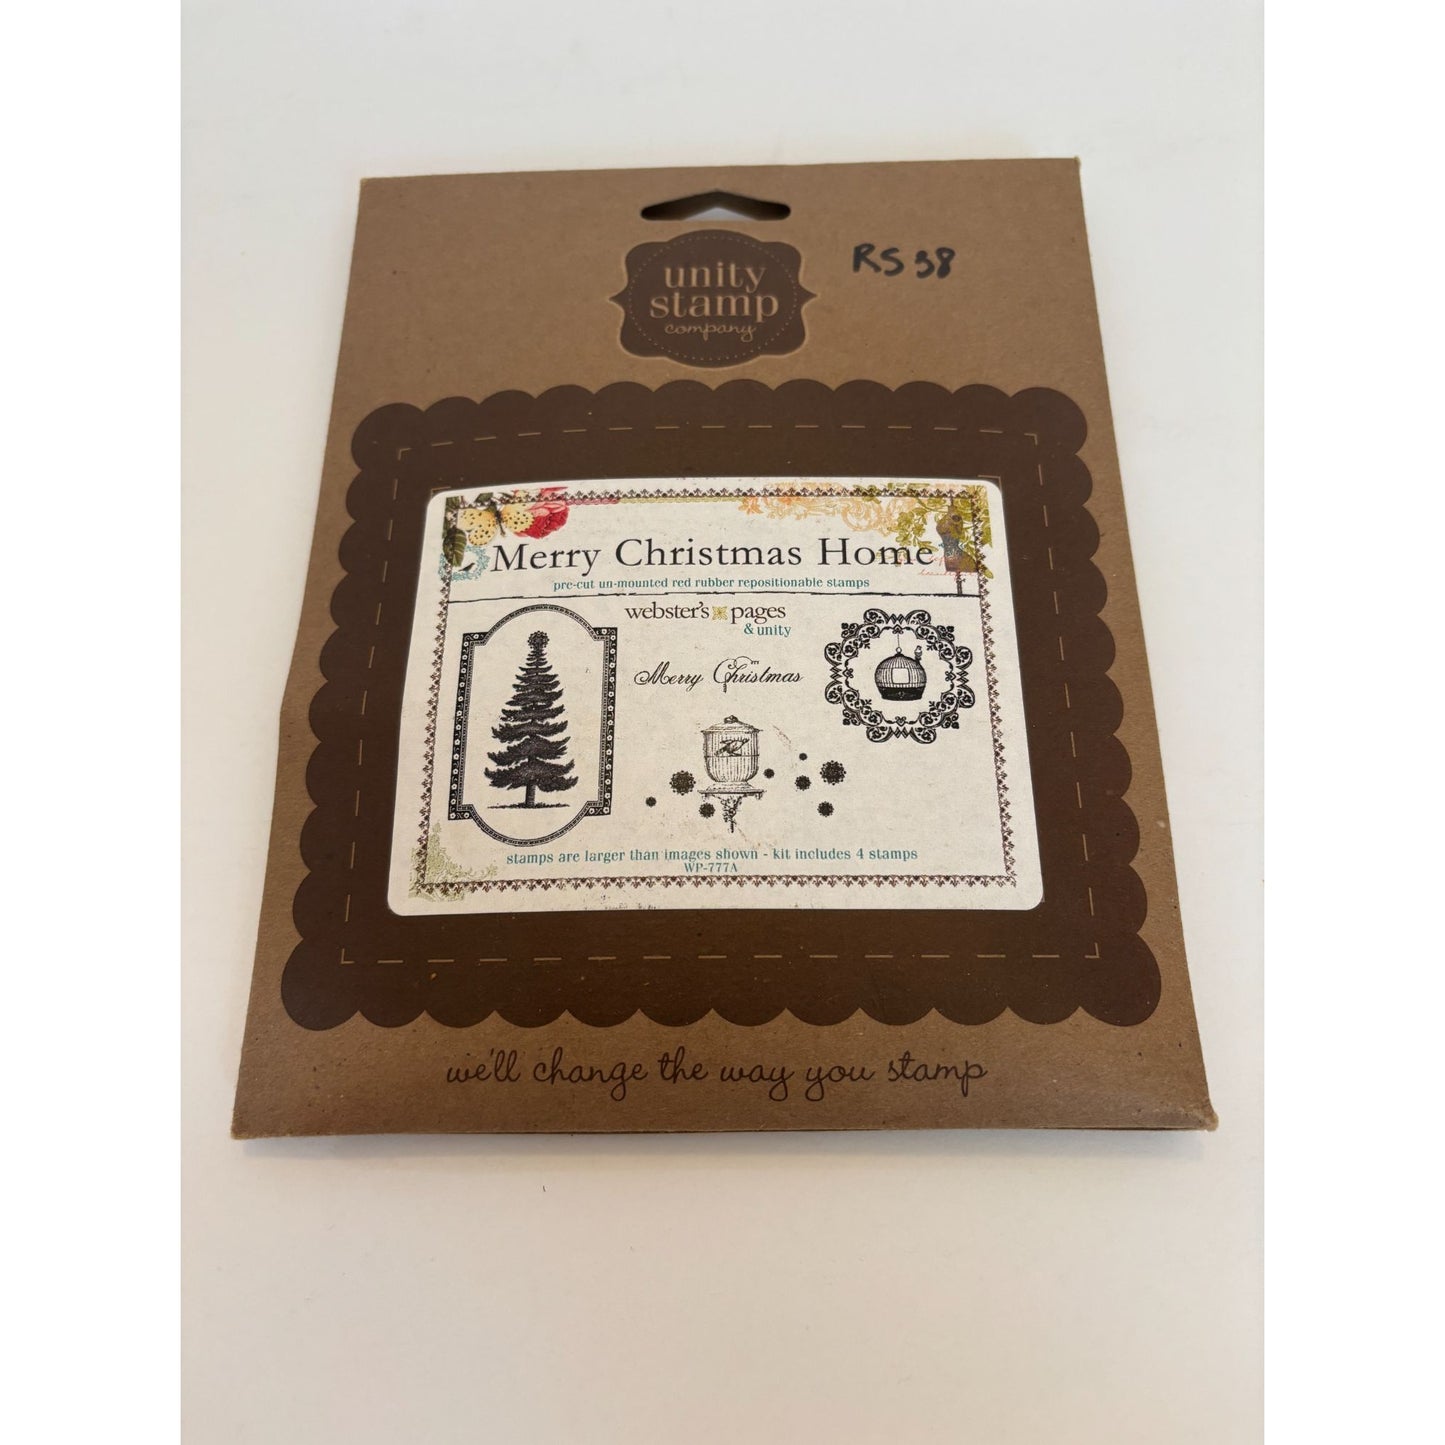 unity
stamp
company
RS 38
Merry Christmas Home
pre-cut un-mounted red rubber repositionable stamps
webster's pages
& unity
Merry Christmas
stamps are larger than images shown - kit includes 4 stamps
WP-777A
we'll change the way you stamp